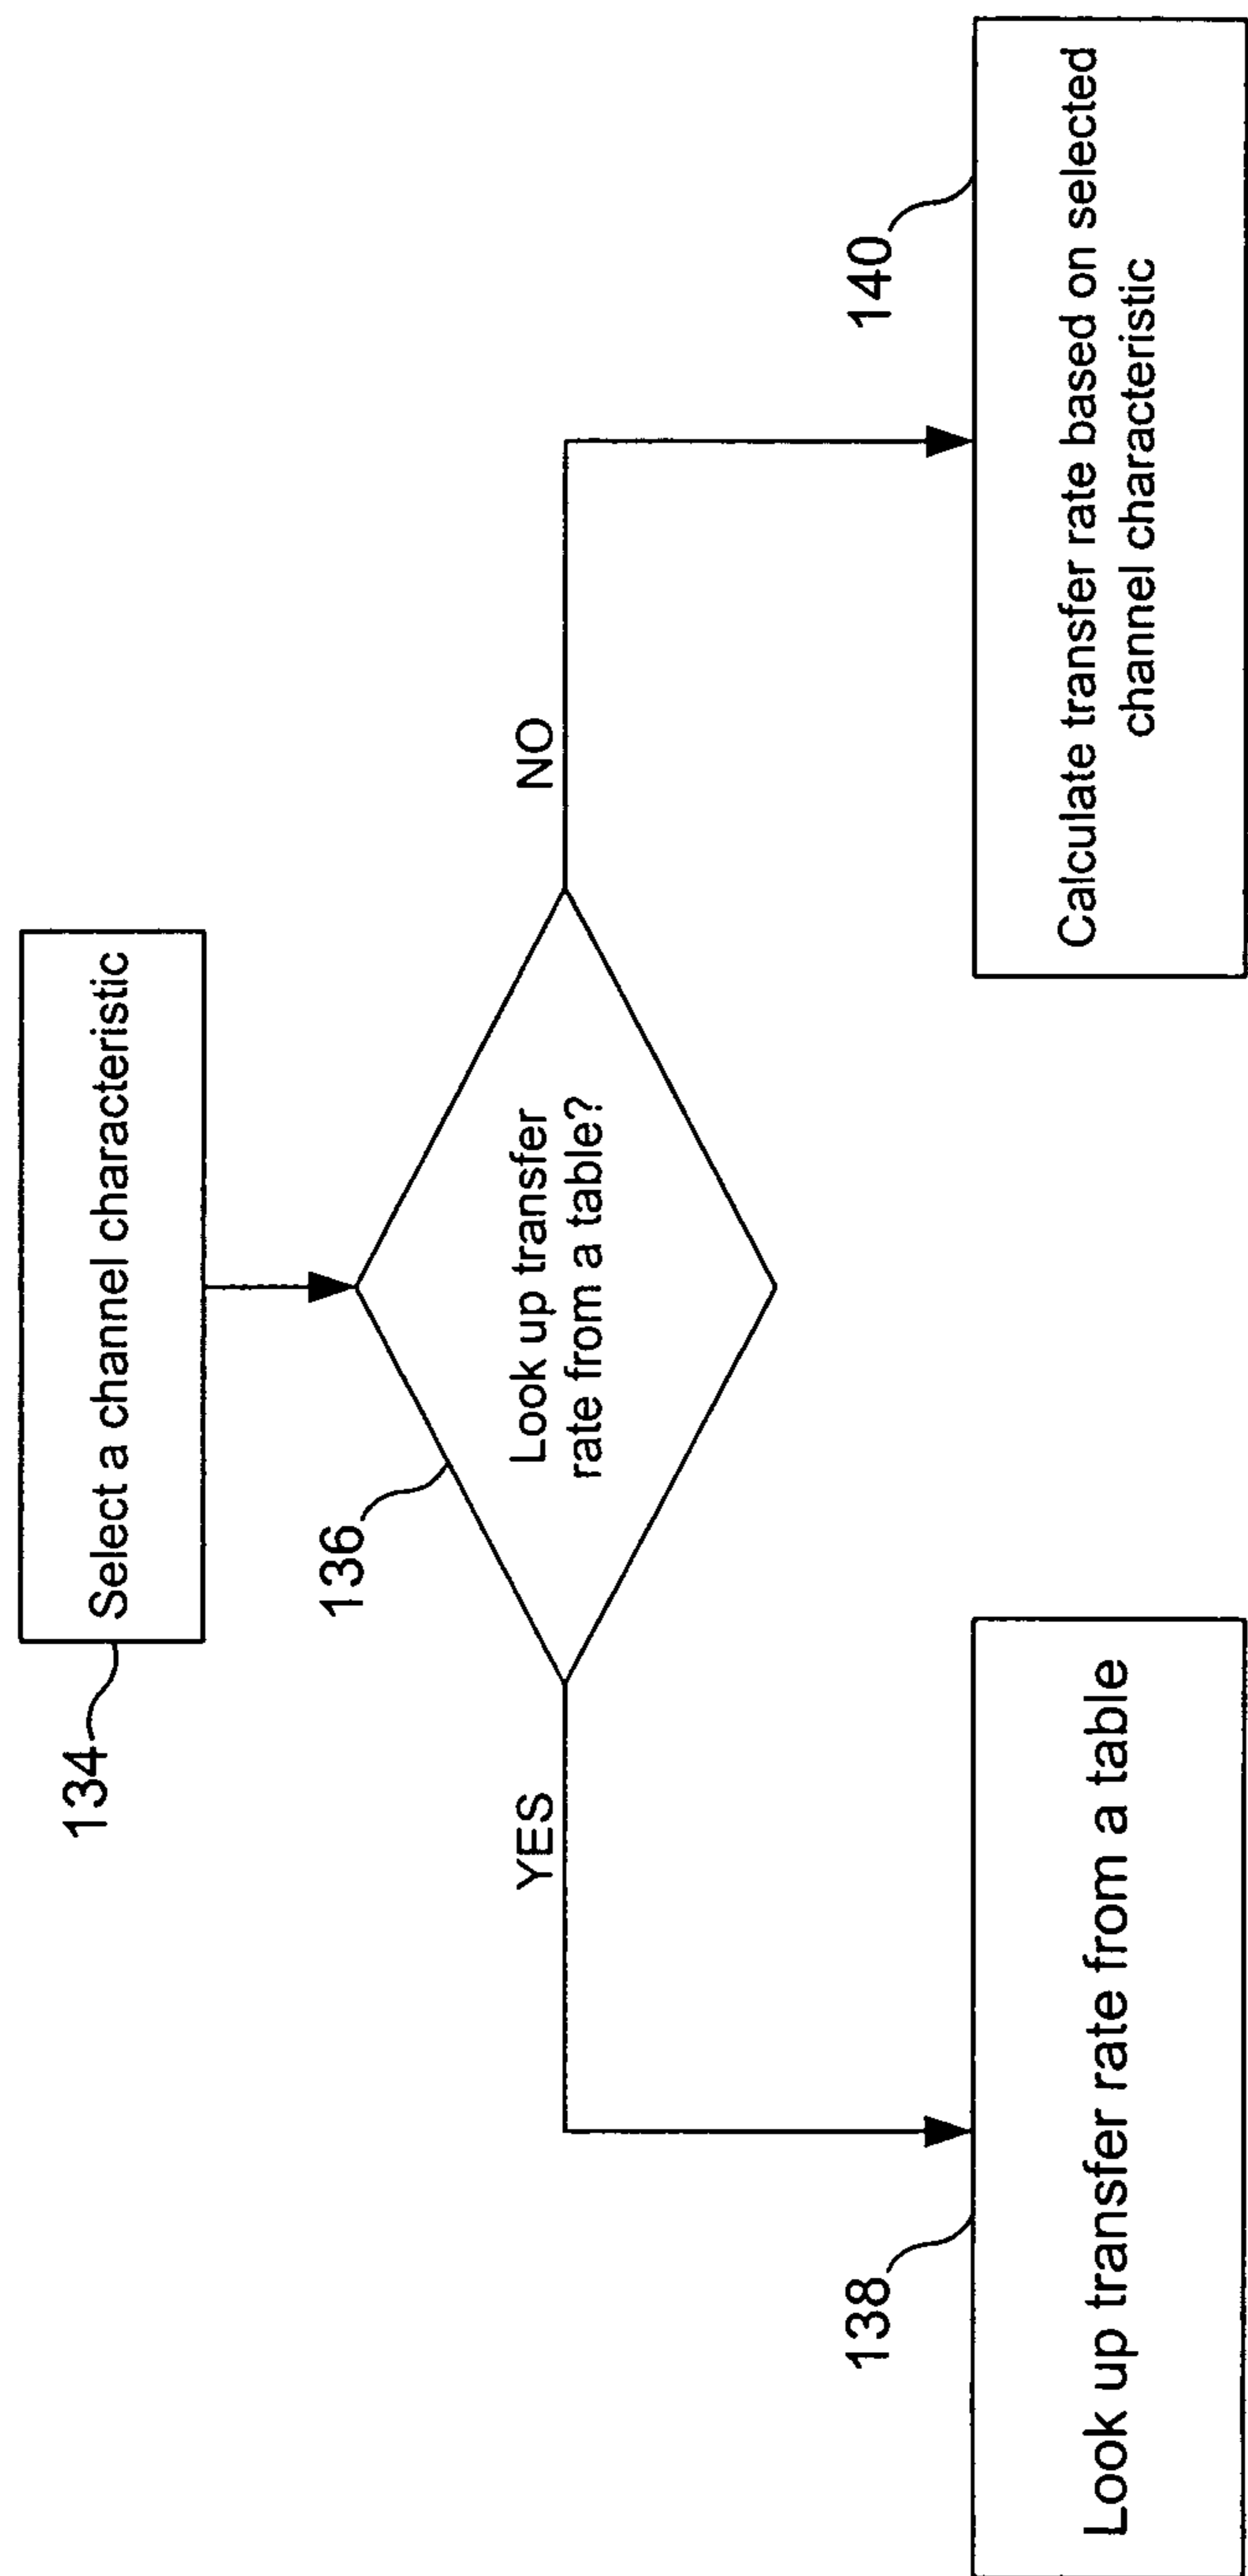 134
Select a channel characteristic
136
Look up transfer
rate from a table?
YES
NO
138
Look up transfer rate from a table
140
Calculate transfer rate based on selected
channel characteristic